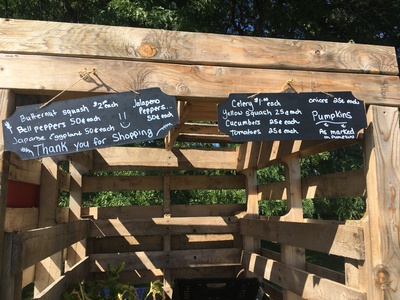 Butternut squash $2 each
Bell peppers 50¢ each
Japanese eggplant 50¢ each
Jalapeno
Peppers...
50¢ each
Thank you for Shopping
Celery $1 each
Yellow squash 25¢ each
Cucumbers 25¢ each
Tomatoes 25¢ each
onions 25¢ each
Pumpkins
As marked
on Pumpkins